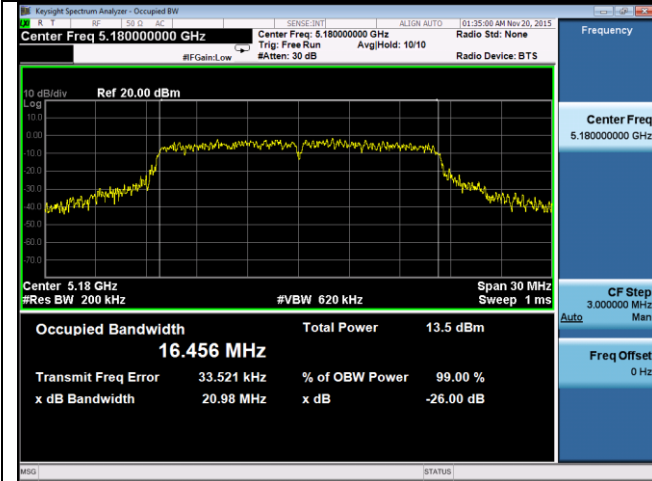 Keysight Spectrum Analyzer - Occupied BW
R T RF 50 Ω AC SENSE:INT ALIGN AUTO 01:35:00 AM Nov 20, 2015
Center Freq 5.180000000 GHz
Center Freq: 5.180000000 GHz
Radio Std: None
Trig: Free Run Avg|Hold: 10/10
#IFGain:Low
#Atten: 30 dB
Radio Device: BTS
Frequency
10 dB/div Ref 20.00 dBm
Log
10.0
0.00
-10.0
-20.0
-30.0
-40.0
-50.0
-60.0
-70.0
Center 5.18 GHz Span 30 MHz
#Res BW 200 kHz #VBW 620 kHz Sweep 1 ms
Occupied Bandwidth Total Power 13.5 dBm
16.456 MHz
Transmit Freq Error 33.521 kHz % of OBW Power 99.00 %
x dB Bandwidth 20.98 MHz x dB -26.00 dB
Center Freq
5.180000000 GHz
CF Step
3.000000 MHz
Auto Man
Freq Offset
0 Hz
MSG STATUS